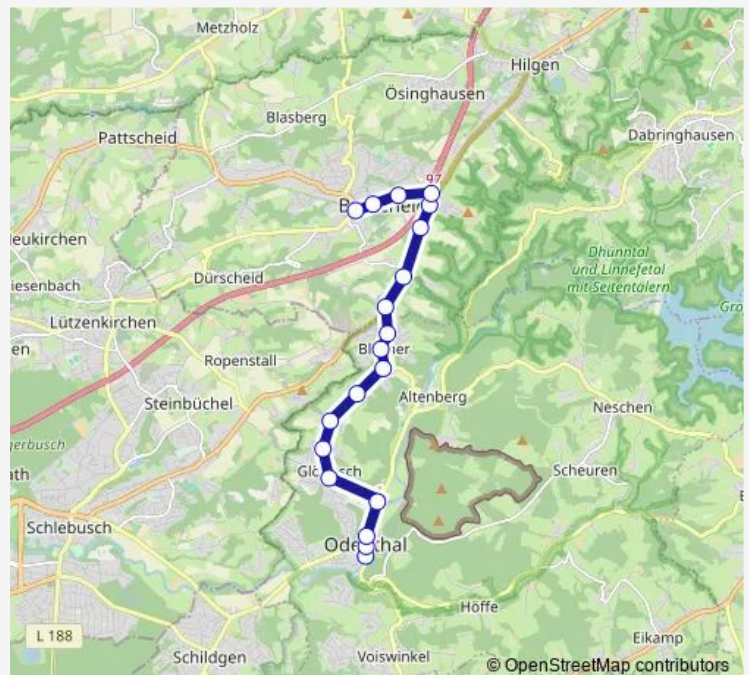 Metzholz
Hilgen
Ösinghausen
Blasberg
Pattscheid
Dabringhausen
97
Dhünntal
und Linnefetal
mit Seitentälern
eukirchen
Dürscheid
iesenbach
Gro
Lützenkirchen
en
Ropenstall
Altenberg
Steinbüchel
Neschen
gerbusch
ath
Scheuren
Schlebusch
Höffe
L 188
Eikamp
Schildgen
Voiswinkel
© OpenStreetMap contributors